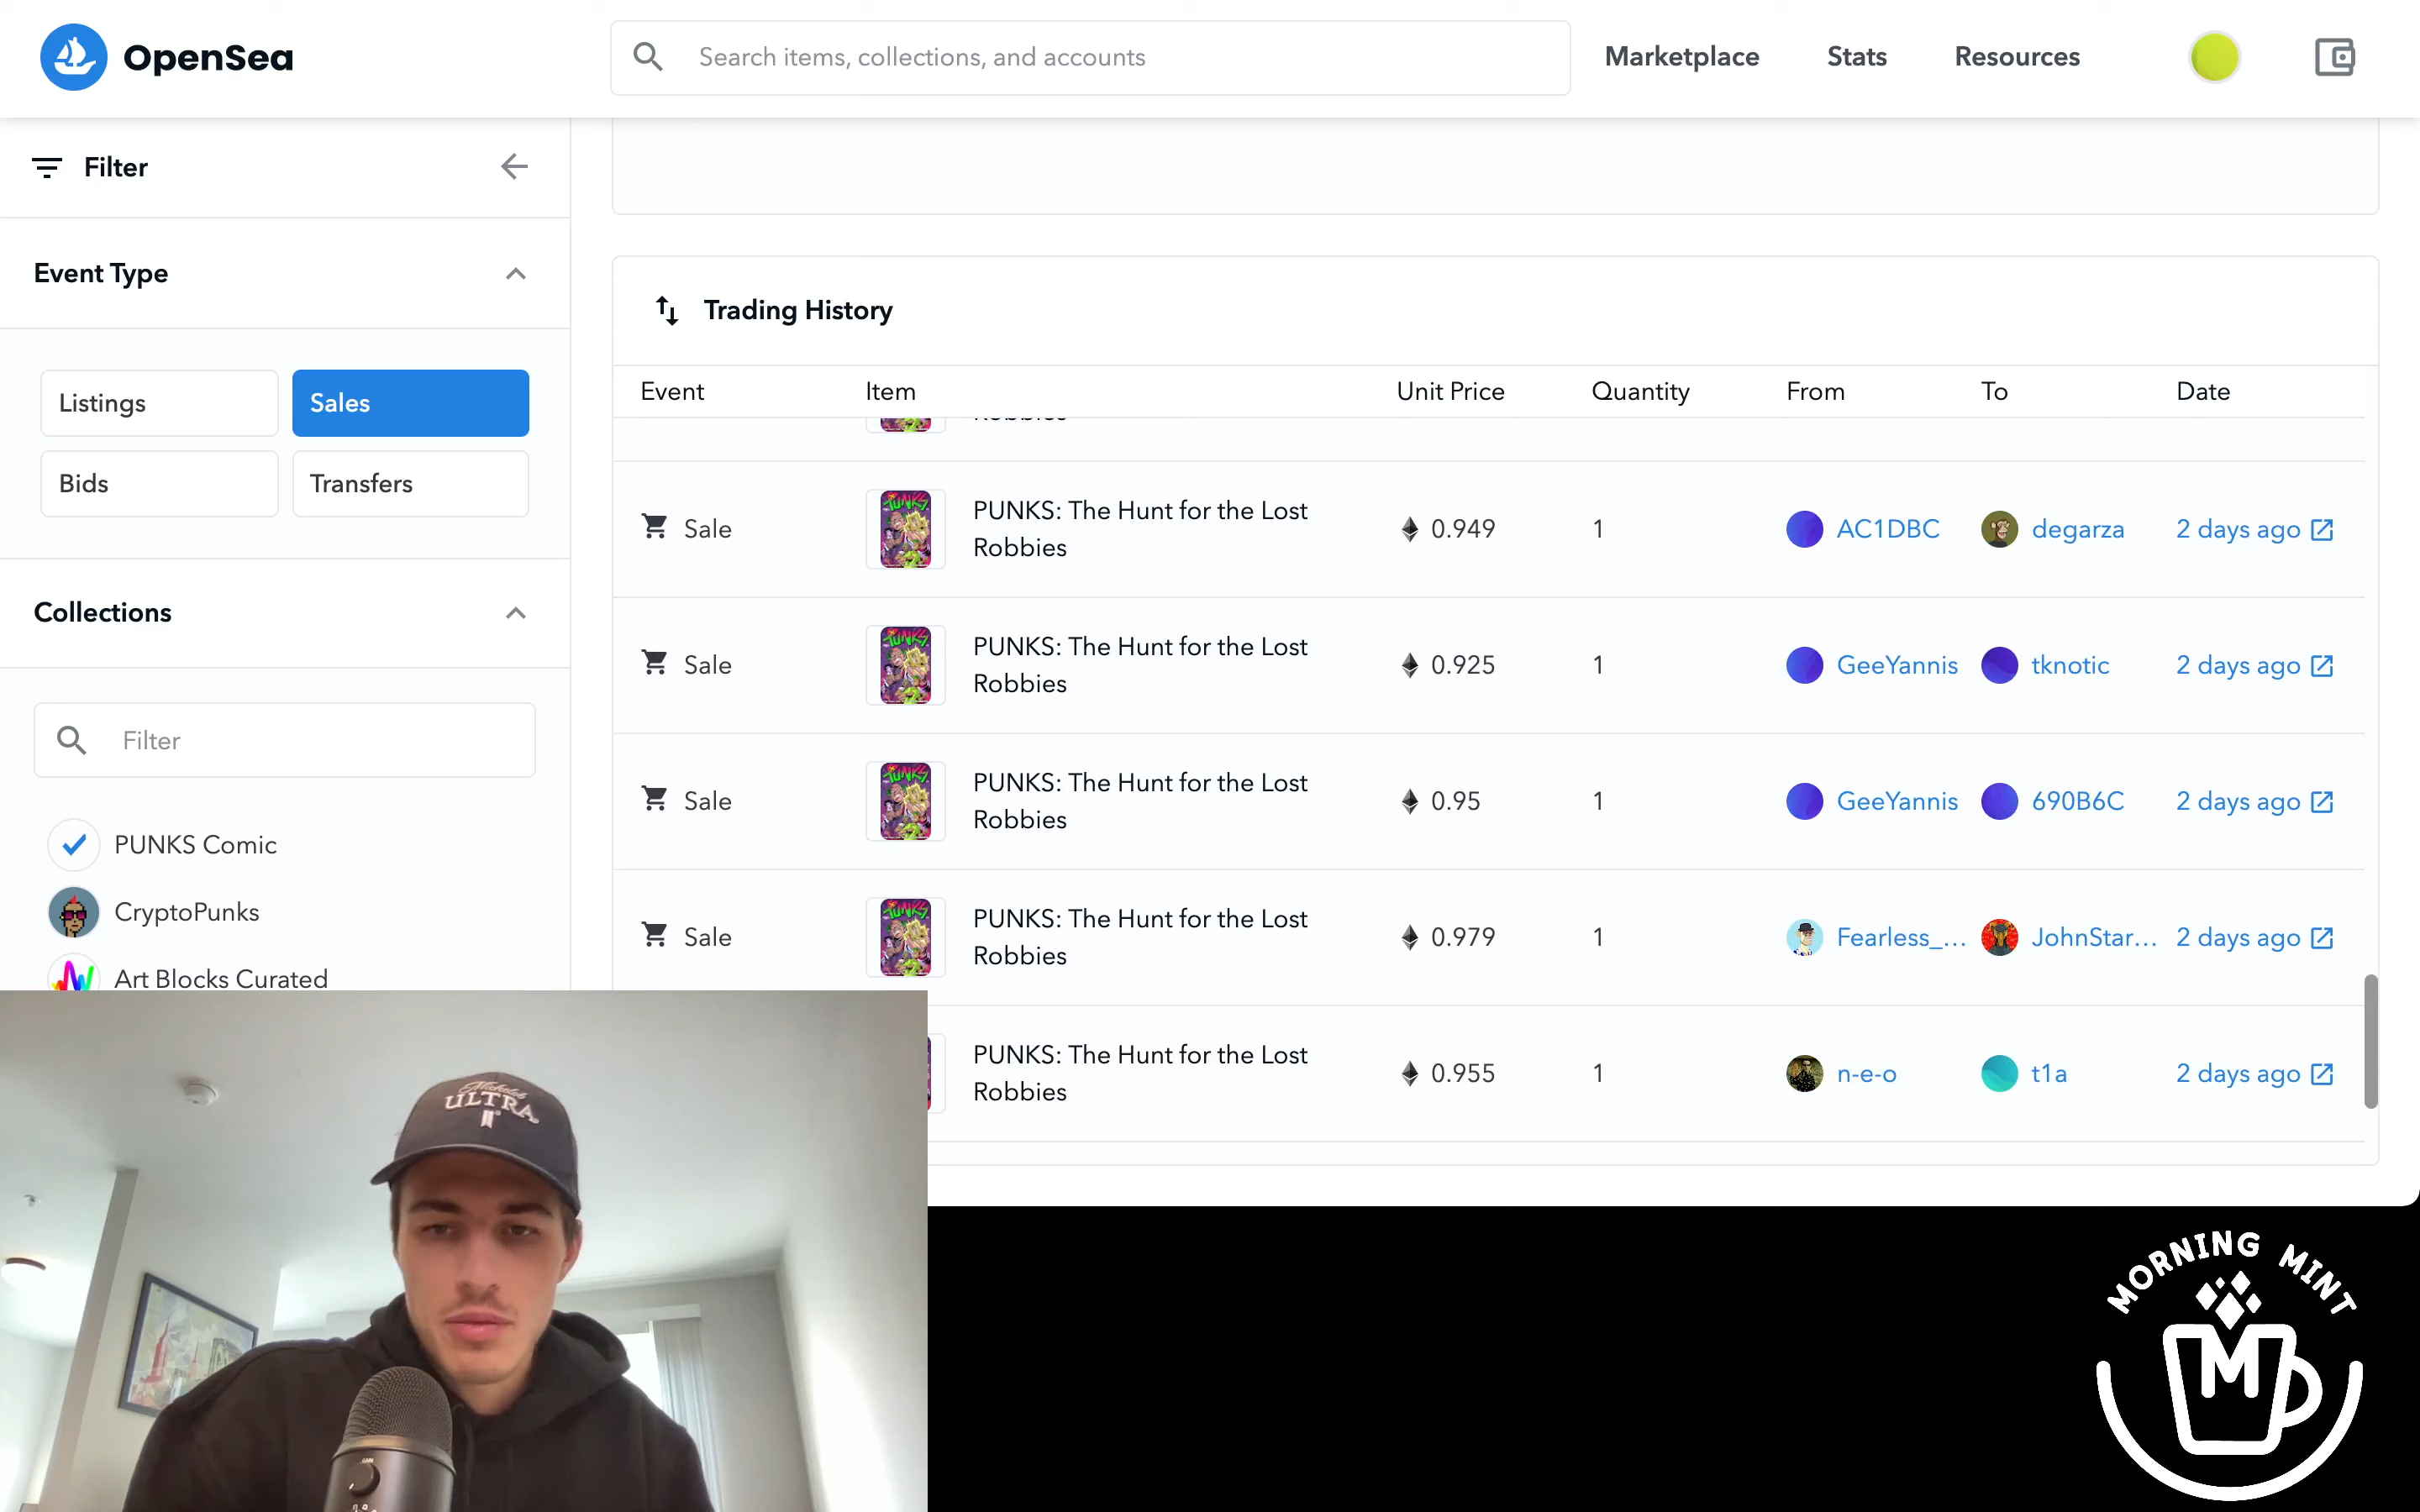 OpenSea
Search items, collections, and accounts
Marketplace
Stats
Resources
Filter
Event Type
Listings
Sales
Bids
Transfers
Collections
Filter
PUNKS Comic
CryptoPunks
Art Blocks Curated
Trading History
Event
Item
Unit Price
Quantity
From
To
Date
Sale
PUNKS: The Hunt for the Lost
Robbies
0.949
1
AC1DBC
degarza
2 days ago
Sale
PUNKS: The Hunt for the Lost
Robbies
0.925
1
GeeYannis
tknotic
2 days ago
Sale
PUNKS: The Hunt for the Lost
Robbies
0.95
1
GeeYannis
690B6C
2 days ago
Sale
PUNKS: The Hunt for the Lost
Robbies
0.979
1
Fearless_...
JohnStar...
2 days ago
PUNKS: The Hunt for the Lost
Robbies
0.955
1
n-e-o
t1a
2 days ago
Michelob
ULTRA
MORNING MINT
M